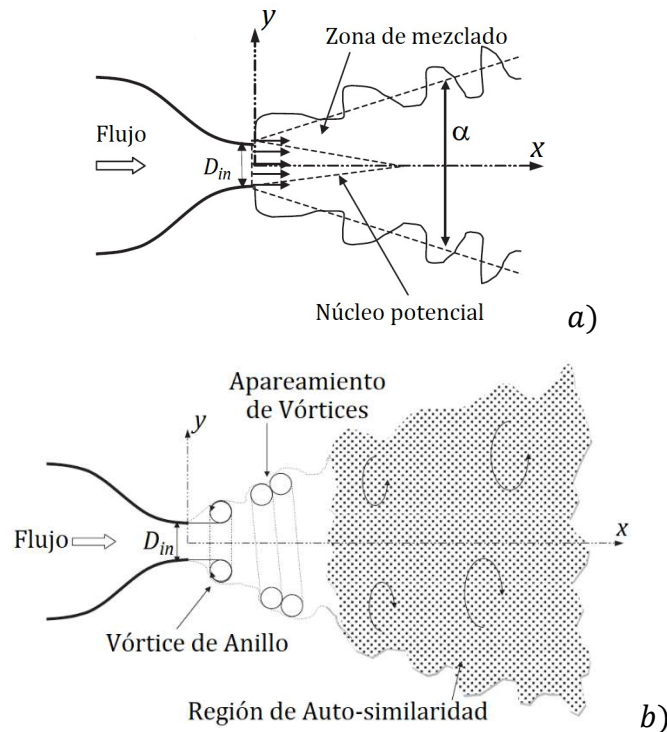 y
Zona de mezclado
Flujo
D_in
α
x
Núcleo potencial
a)
Apareamiento
de Vórtices
y
x
Flujo
D_in
Vórtice de Anillo
Región de Auto-similaridad
b)